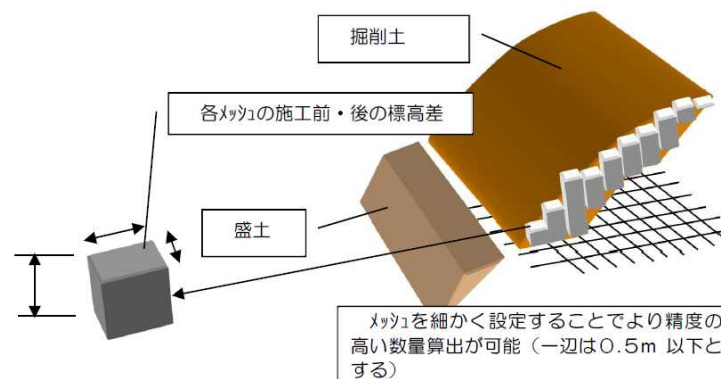 掘削土
各ﾒｯｼｭの施工前・後の標高差
盛土
メッシュを細かく設定することでより精度の
高い数量算出が可能（一辺は０.５ｍ 以下と
する）